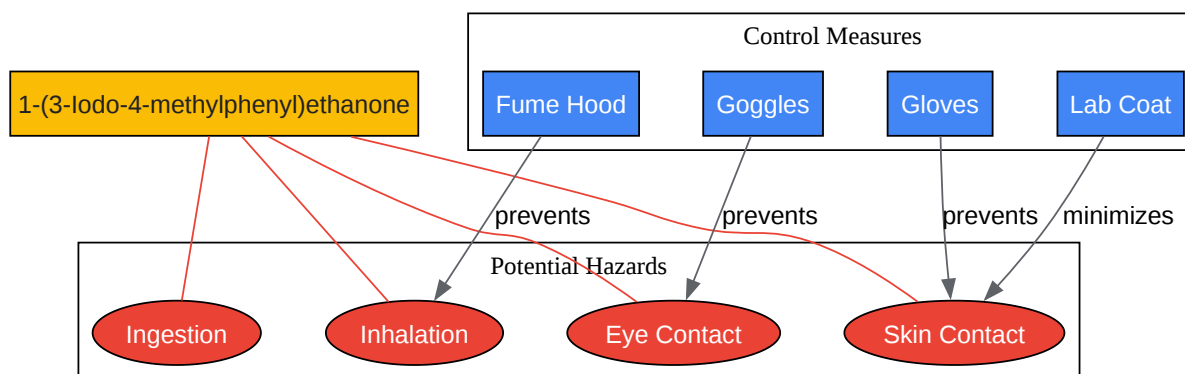 Control Measures
1-(3-Iodo-4-methylphenyl)ethanone
Fume Hood
Goggles
Gloves
Lab Coat
prevents
prevents
prevents
minimizes
Potential Hazards
Ingestion
Inhalation
Eye Contact
Skin Contact